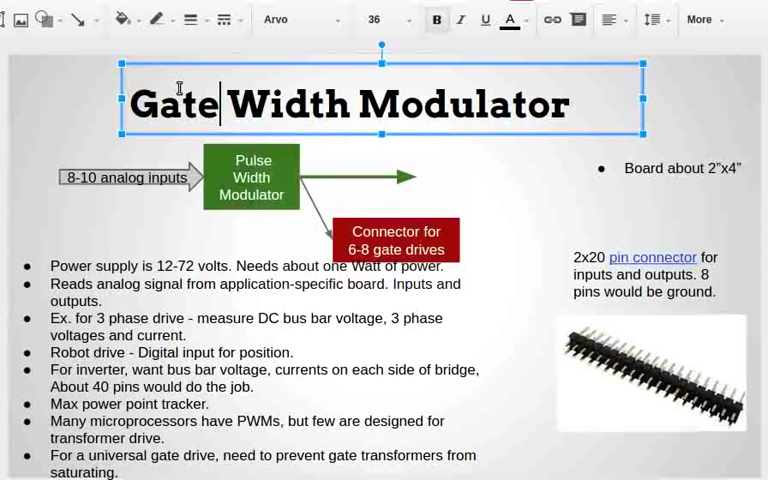 Arvo
36
B
I
U
A
More
Gate Width Modulator
8-10 analog inputs
Pulse
Width
Modulator
Connector for
6-8 gate drives
● Board about 2”x4”
2x20 pin connector for
inputs and outputs. 8
pins would be ground.
● Power supply is 12-72 volts. Needs about one Watt of power.
● Reads analog signal from application-specific board. Inputs and
outputs.
● Ex. for 3 phase drive - measure DC bus bar voltage, 3 phase
voltages and current.
● Robot drive - Digital input for position.
● For inverter, want bus bar voltage, currents on each side of bridge,
About 40 pins would do the job.
● Max power point tracker.
● Many microprocessors have PWMs, but few are designed for
transformer drive.
● For a universal gate drive, need to prevent gate transformers from
saturating.